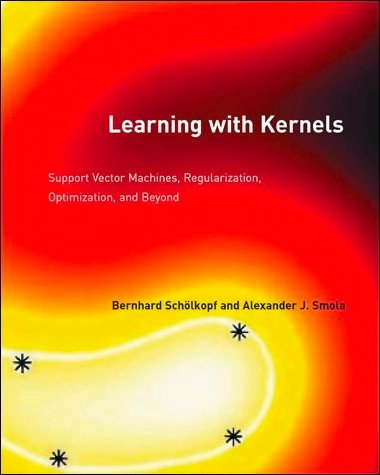 Learning with Kernels
Support Vector Machines, Regularization,
Optimization, and Beyond
Bernhard Schölkopf and Alexander J. Smola